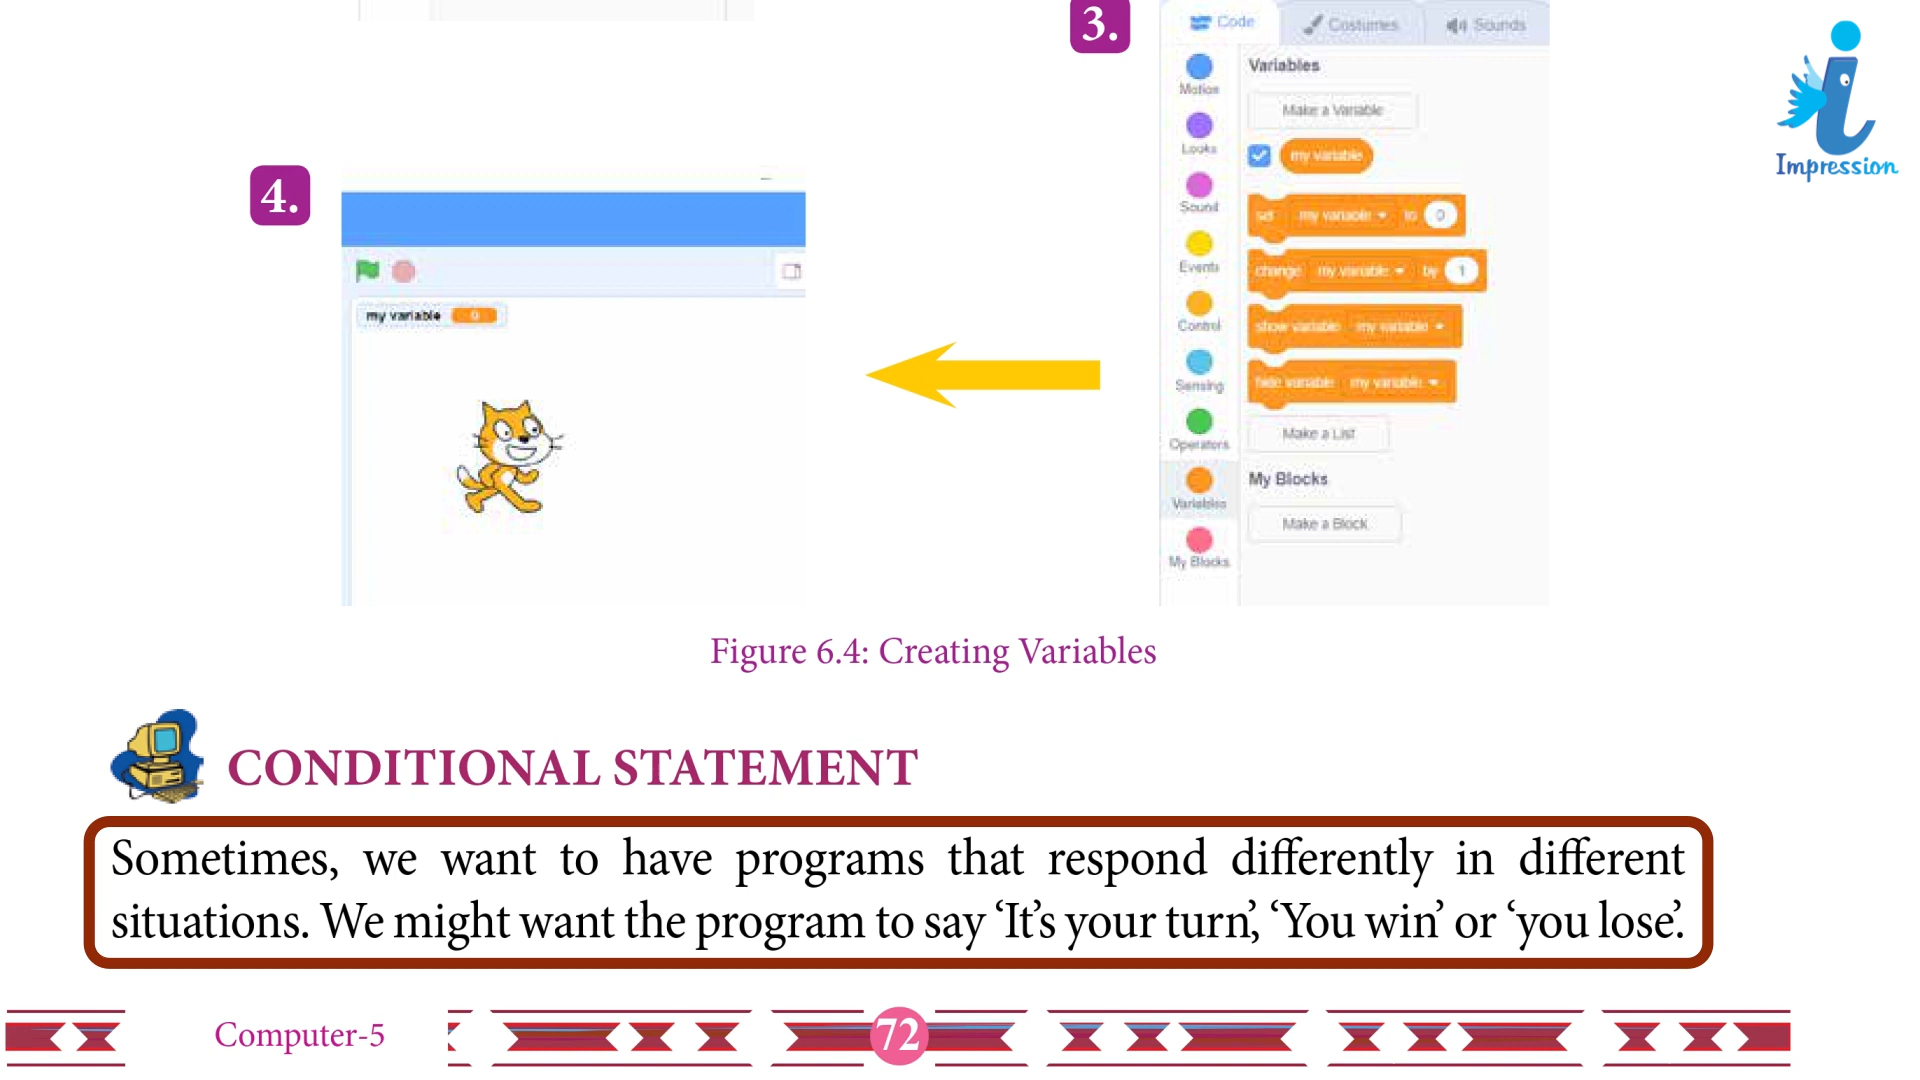 3.
Code Costumes Sounds
Motion
Looks
Sound
Events
Control
Sensing
Operators
Variables
My Blocks
Variables
Make a Variable
my variable
set my variable to 0
change my variable by 1
show variable my variable
hide variable my variable
Make a List
My Blocks
Make a Block
Impression
4.
my variable 0
Figure 6.4: Creating Variables
CONDITIONAL STATEMENT
Sometimes, we want to have programs that respond differently in different
situations. We might want the program to say ‘It’s your turn’, ‘You win’ or ‘you lose’.
Computer-5
72